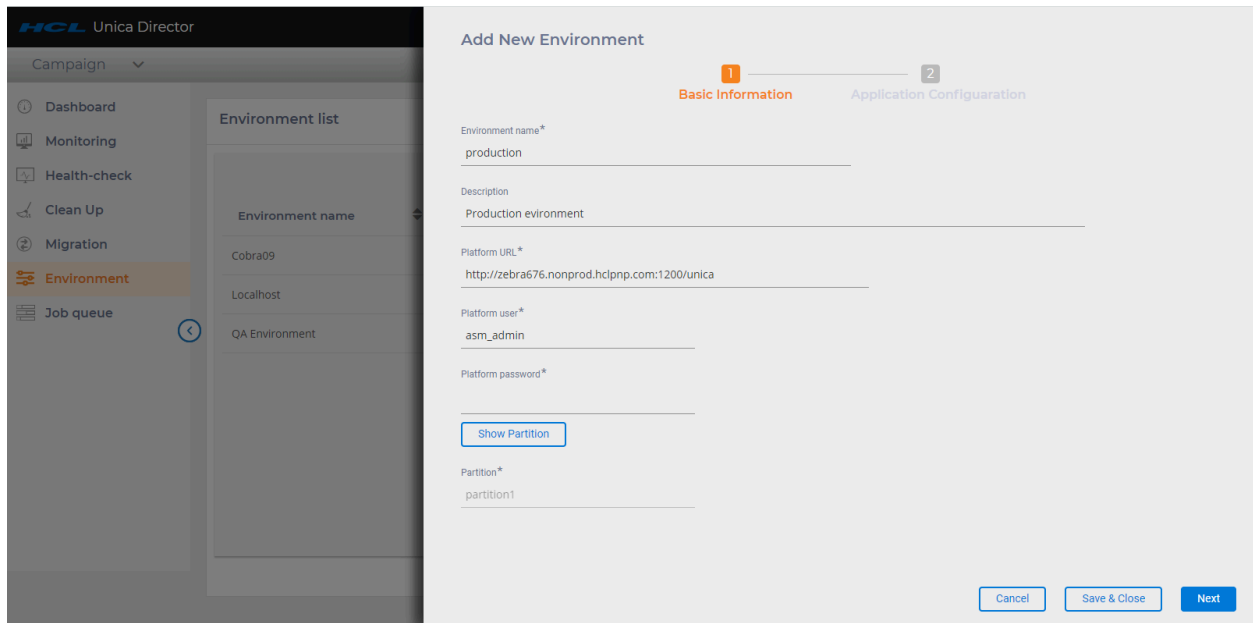 HCL Unica Director
Campaign
Dashboard
Monitoring
Health-check
Clean Up
Migration
Environment
Job queue
Environment list
Environment name
Cobra09
Localhost
QA Environment
Add New Environment
1 2
Basic Information Application Configuaration
Environment name*
production
Description
Production evironment
Platform URL*
http://zebra676.nonprod.hclpnp.com:1200/unica
Platform user*
asm_admin
Platform password*
Show Partition
Partition*
partition1
Cancel Save & Close Next